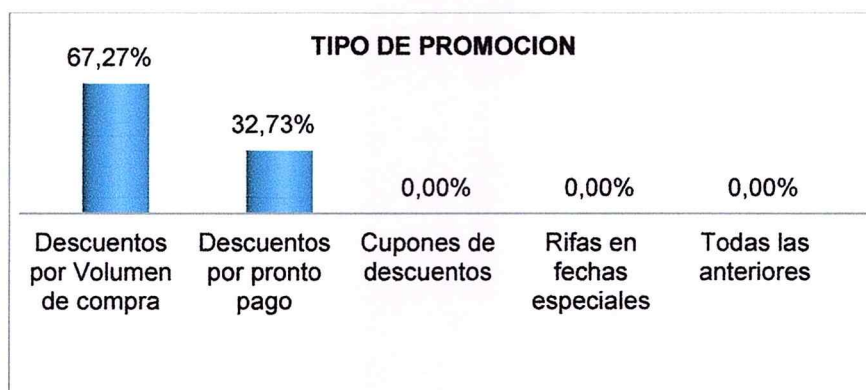 TIPO DE PROMOCION
67,27%
32,73%
0,00%
0,00%
0,00%
Descuentos
por Volumen
de compra
Descuentos
por pronto
pago
Cupones de
descuentos
Rifas en
fechas
especiales
Todas las
anteriores